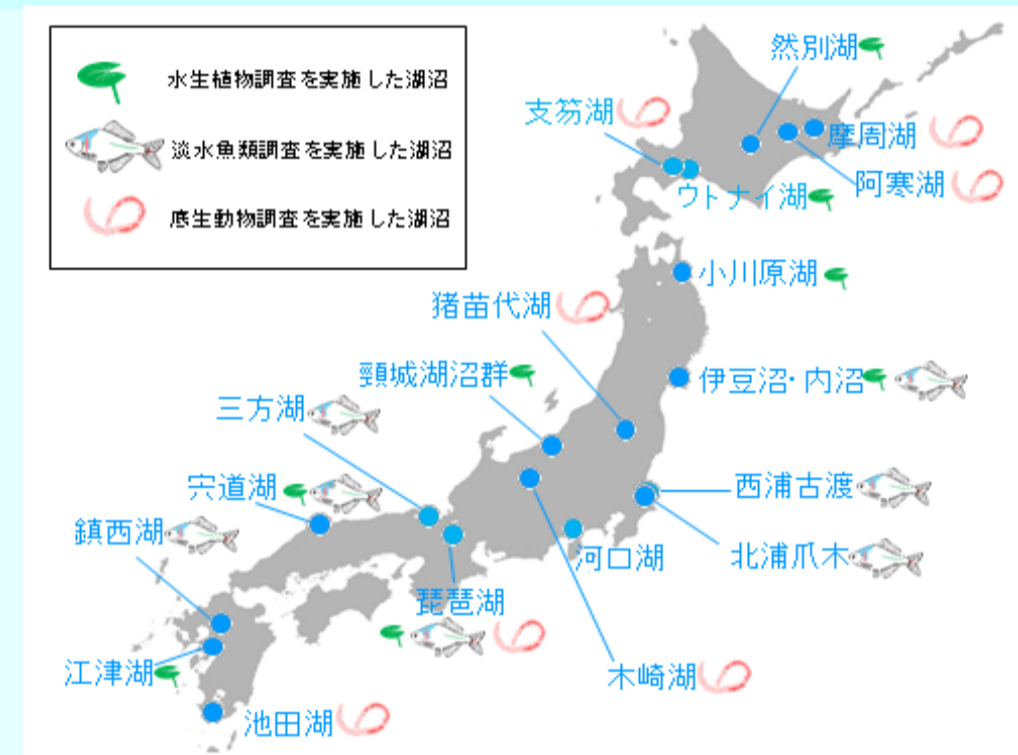 水生植物調査を実施した湖沼
淡水魚類調査を実施した湖沼
底生動物調査を実施した湖沼
然別湖
支笏湖
摩周湖
阿寒湖
ウトナイ湖
小川原湖
猪苗代湖
頸城湖沼群
伊豆沼・内沼
三方湖
宍道湖
西浦古渡
鎮西湖
河口湖
北浦爪木
琵琶湖
江津湖
木崎湖
池田湖